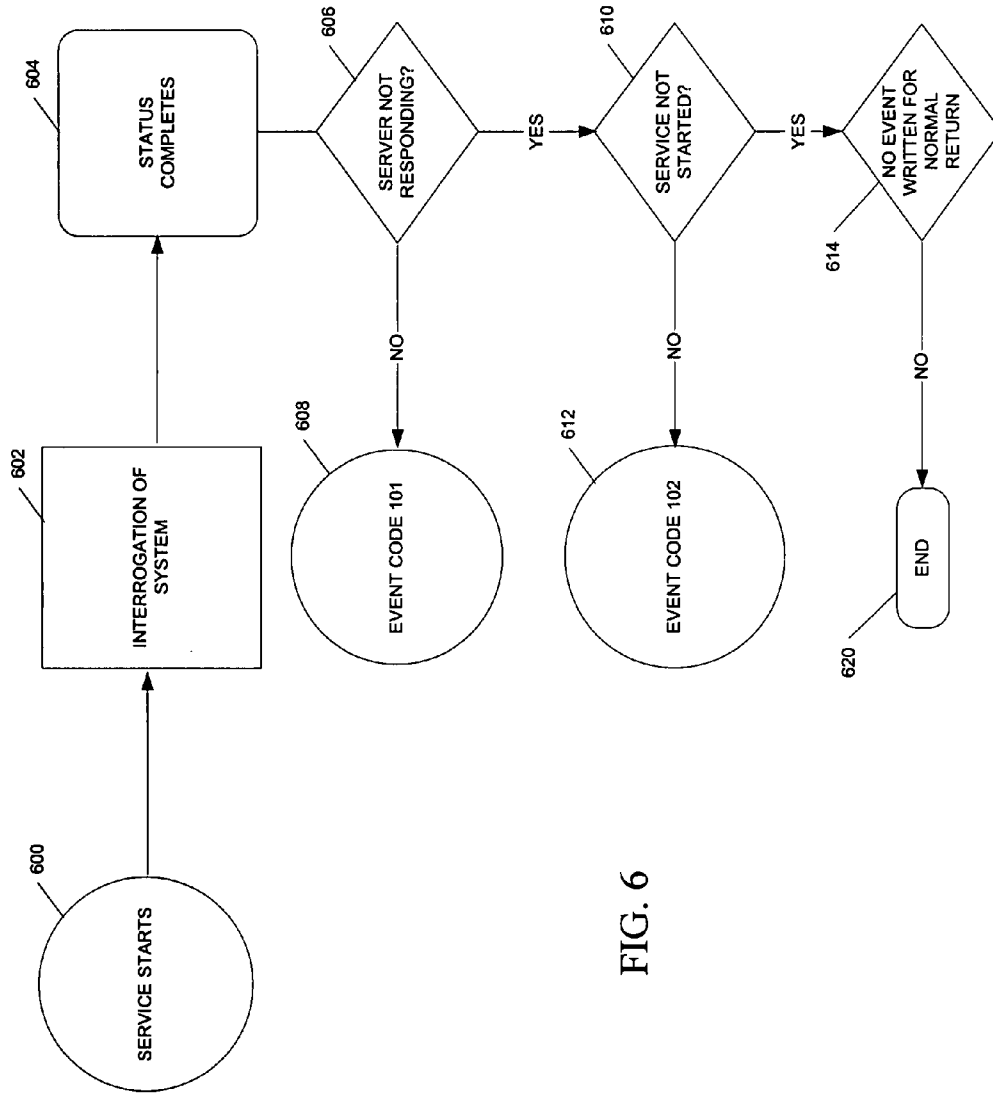 600
SERVICE STARTS
602
INTERROGATION OF
SYSTEM
604
STATUS
COMPLETES
606
SERVER NOT
RESPONDING?
NO
608
EVENT CODE 101
YES
610
SERVICE NOT
STARTED?
NO
612
EVENT CODE 102
YES
614
NO EVENT
WRITTEN FOR
NORMAL
RETURN
NO
620
END
FIG. 6